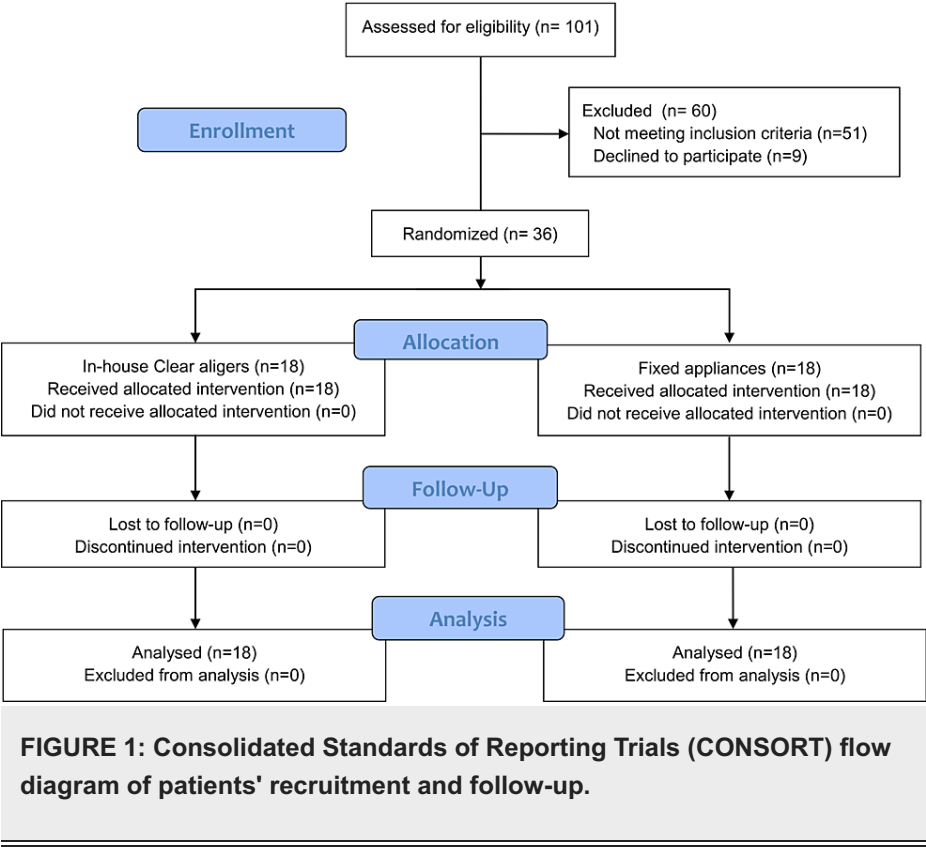 Assessed for eligibility (n= 101)
Enrollment
Excluded (n= 60)
Not meeting inclusion criteria (n=51)
Declined to participate (n=9)
Randomized (n= 36)
Allocation
In-house Clear aligers (n=18)
Received allocated intervention (n=18)
Did not receive allocated intervention (n=0)
Fixed appliances (n=18)
Received allocated intervention (n=18)
Did not receive allocated intervention (n=0)
Follow-Up
Lost to follow-up (n=0)
Discontinued intervention (n=0)
Lost to follow-up (n=0)
Discontinued intervention (n=0)
Analysis
Analysed (n=18)
Excluded from analysis (n=0)
Analysed (n=18)
Excluded from analysis (n=0)
FIGURE 1: Consolidated Standards of Reporting Trials (CONSORT) flow
diagram of patients' recruitment and follow-up.